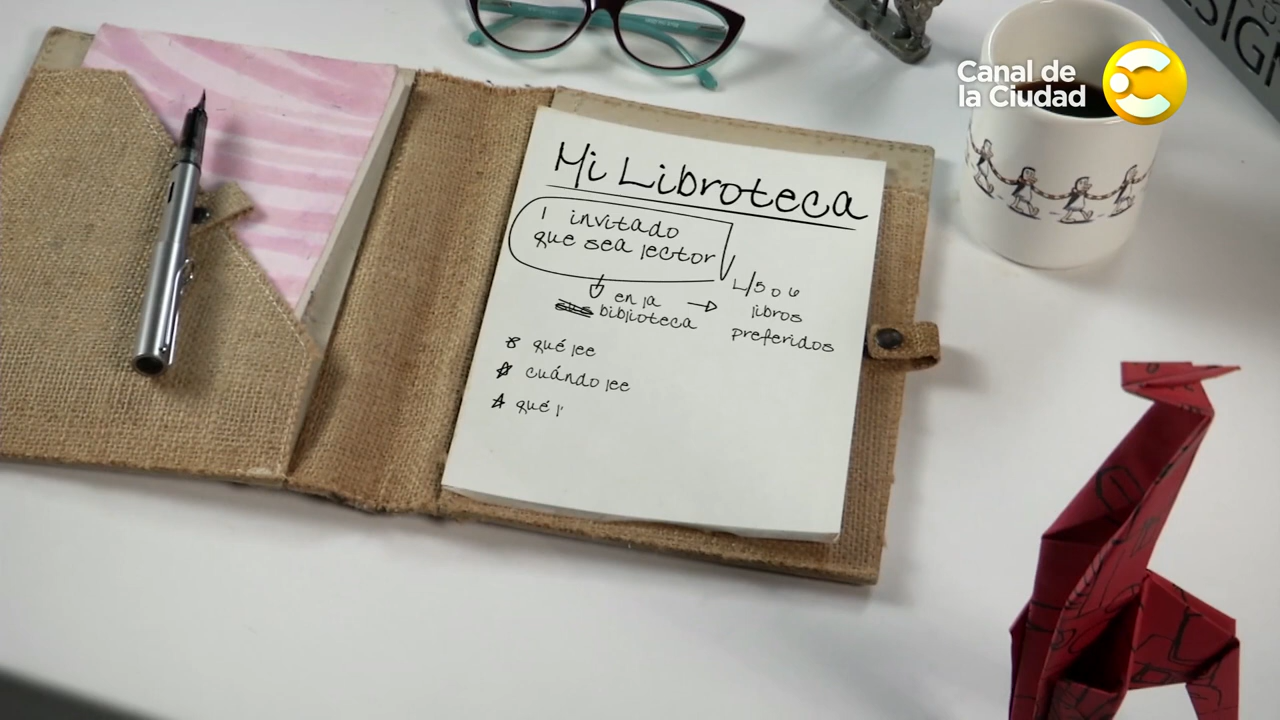 Canal de
la Ciudad
Mi Libroteca
1 invitado
que sea lector
en la
biblioteca
4/5 o 6
libros
preferidos
qué lee
cuándo lee
qué